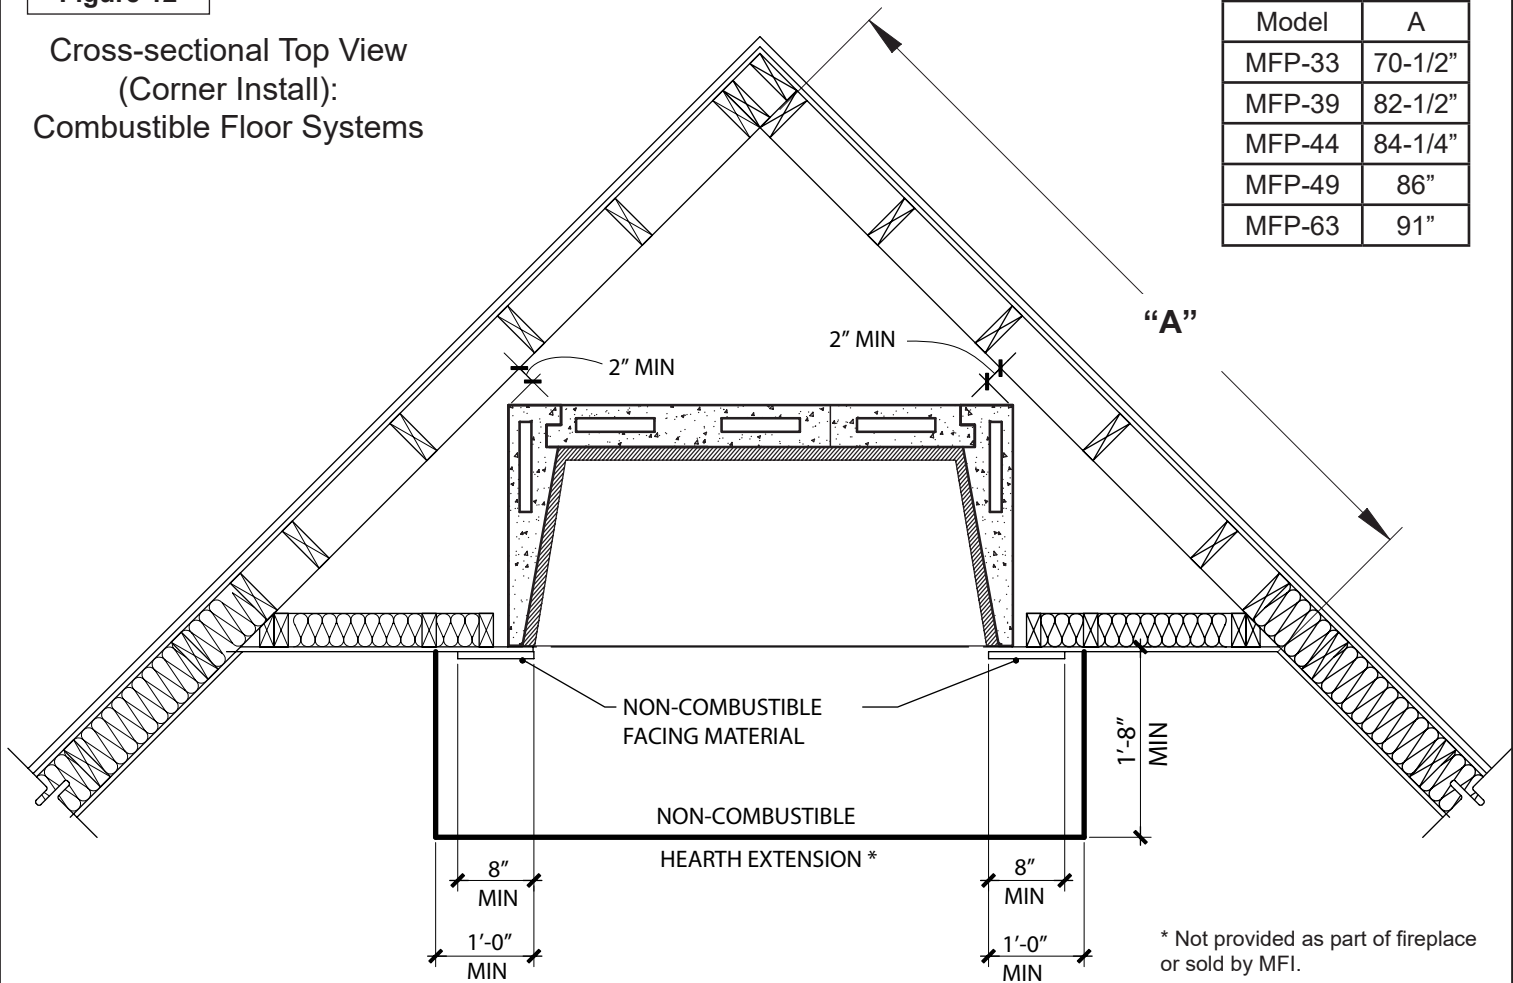 Figure 12
Cross-sectional Top View
(Corner Install):
Combustible Floor Systems
Model A
MFP-33 70-1/2”
MFP-39 82-1/2”
MFP-44 84-1/4”
MFP-49 86”
MFP-63 91”
“A”
2” MIN
2” MIN
NON-COMBUSTIBLE
FACING MATERIAL
1’-8”
MIN
NON-COMBUSTIBLE
HEARTH EXTENSION *
8”
MIN
8”
MIN
1’-0”
MIN
1’-0”
MIN
* Not provided as part of fireplace
or sold by MFI.